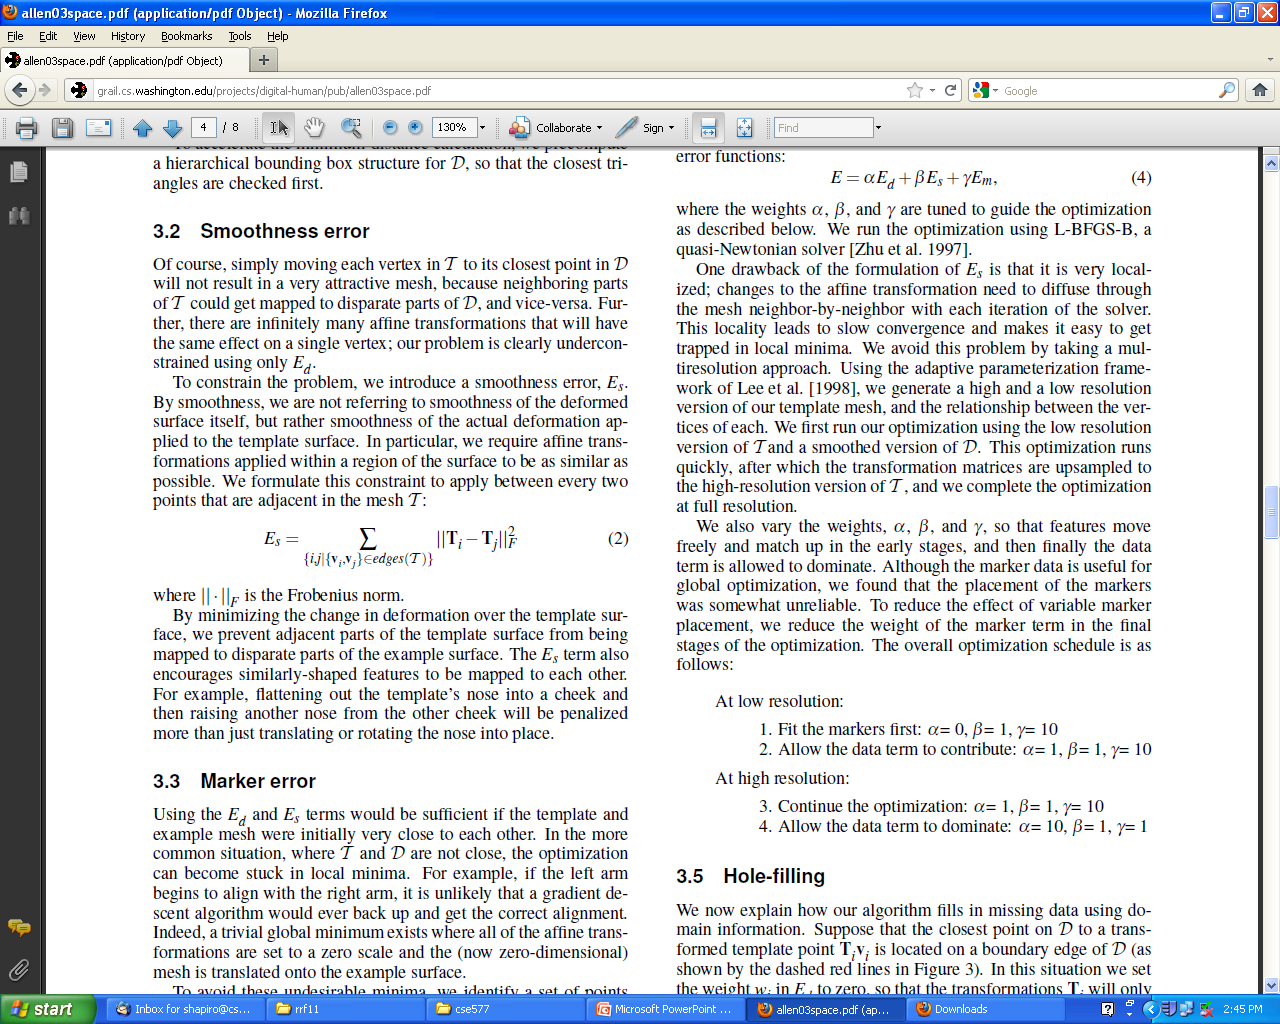 allen03space.pdf (application/pdf Object) - Mozilla Firefox
File Edit View History Bookmarks Tools Help
allen03space.pdf (application/pdf Object)
grail.cs.washington.edu/projects/digital-human/pub/allen03space.pdf
Google
4 / 8
130%
Collaborate
Sign
Find
To accelerate the minimum distance calculation, we precompute
a hierarchical bounding box structure for 𝒟, so that the closest tri-
angles are checked first.
3.2 Smoothness error
Of course, simply moving each vertex in 𝒯 to its closest point in 𝒟
will not result in a very attractive mesh, because neighboring parts
of 𝒯 could get mapped to disparate parts of 𝒟, and vice-versa. Fur-
ther, there are infinitely many affine transformations that will have
the same effect on a single vertex; our problem is clearly undercon-
strained using only E_d.
To constrain the problem, we introduce a smoothness error, E_s.
By smoothness, we are not referring to smoothness of the deformed
surface itself, but rather smoothness of the actual deformation ap-
plied to the template surface. In particular, we require affine trans-
formations applied within a region of the surface to be as similar as
possible. We formulate this constraint to apply between every two
points that are adjacent in the mesh 𝒯:
E_s = ∑_{{i,j|{v_i,v_j}∈edges(𝒯)}} ||T_i − T_j||_F^2 (2)
where ||·||_F is the Frobenius norm.
By minimizing the change in deformation over the template sur-
face, we prevent adjacent parts of the template surface from being
mapped to disparate parts of the example surface. The E_s term also
encourages similarly-shaped features to be mapped to each other.
For example, flattening out the template's nose into a cheek and
then raising another nose from the other cheek will be penalized
more than just translating or rotating the nose into place.
3.3 Marker error
Using the E_d and E_s terms would be sufficient if the template and
example mesh were initially very close to each other. In the more
common situation, where 𝒯 and 𝒟 are not close, the optimization
can become stuck in local minima. For example, if the left arm
begins to align with the right arm, it is unlikely that a gradient de-
scent algorithm would ever back up and get the correct alignment.
Indeed, a trivial global minimum exists where all of the affine trans-
formations are set to a zero scale and the (now zero-dimensional)
mesh is translated onto the example surface.
To avoid these undesirable minima, we identify a set of points
error functions:
E = αE_d + βE_s + γE_m, (4)
where the weights α, β, and γ are tuned to guide the optimization
as described below. We run the optimization using L-BFGS-B, a
quasi-Newtonian solver [Zhu et al. 1997].
One drawback of the formulation of E_s is that it is very local-
ized; changes to the affine transformation need to diffuse through
the mesh neighbor-by-neighbor with each iteration of the solver.
This locality leads to slow convergence and makes it easy to get
trapped in local minima. We avoid this problem by taking a mul-
tiresolution approach. Using the adaptive parameterization frame-
work of Lee et al. [1998], we generate a high and a low resolution
version of our template mesh, and the relationship between the ver-
tices of each. We first run our optimization using the low resolution
version of 𝒯 and a smoothed version of 𝒟. This optimization runs
quickly, after which the transformation matrices are upsampled to
the high-resolution version of 𝒯, and we complete the optimization
at full resolution.
We also vary the weights, α, β, and γ, so that features move
freely and match up in the early stages, and then finally the data
term is allowed to dominate. Although the marker data is useful for
global optimization, we found that the placement of the markers
was somewhat unreliable. To reduce the effect of variable marker
placement, we reduce the weight of the marker term in the final
stages of the optimization. The overall optimization schedule is as
follows:
At low resolution:
1. Fit the markers first: α= 0, β= 1, γ= 10
2. Allow the data term to contribute: α= 1, β= 1, γ= 10
At high resolution:
3. Continue the optimization: α= 1, β= 1, γ= 10
4. Allow the data term to dominate: α= 10, β= 1, γ= 1
3.5 Hole-filling
We now explain how our algorithm fills in missing data using do-
main information. Suppose that the closest point on 𝒟 to a trans-
formed template point T_i v_i is located on a boundary edge of 𝒟 (as
shown by the dashed red lines in Figure 3). In this situation we set
the weight w_i in E_d to zero, so that the transformations T_i will only
start
Inbox for shapiro@cs...
rrf11
cse577
Microsoft PowerPoint ...
allen03space.pdf (ap...
Downloads
2:45 PM